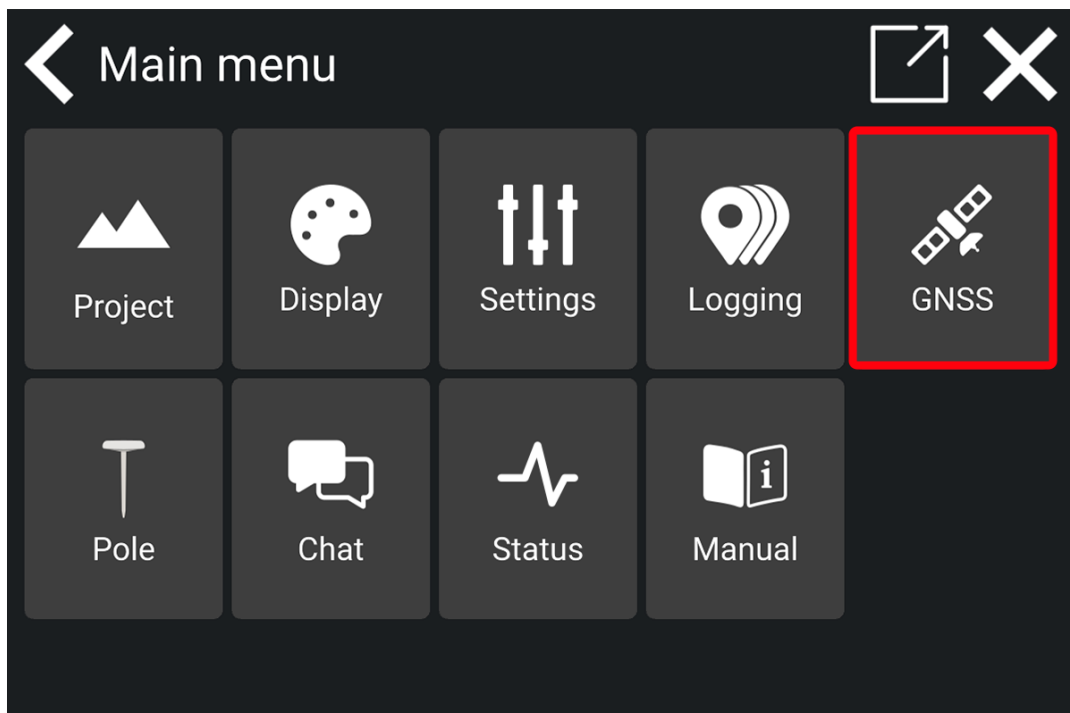 Main menu
Project
Display
Settings
Logging
GNSS
Pole
Chat
Status
i
Manual